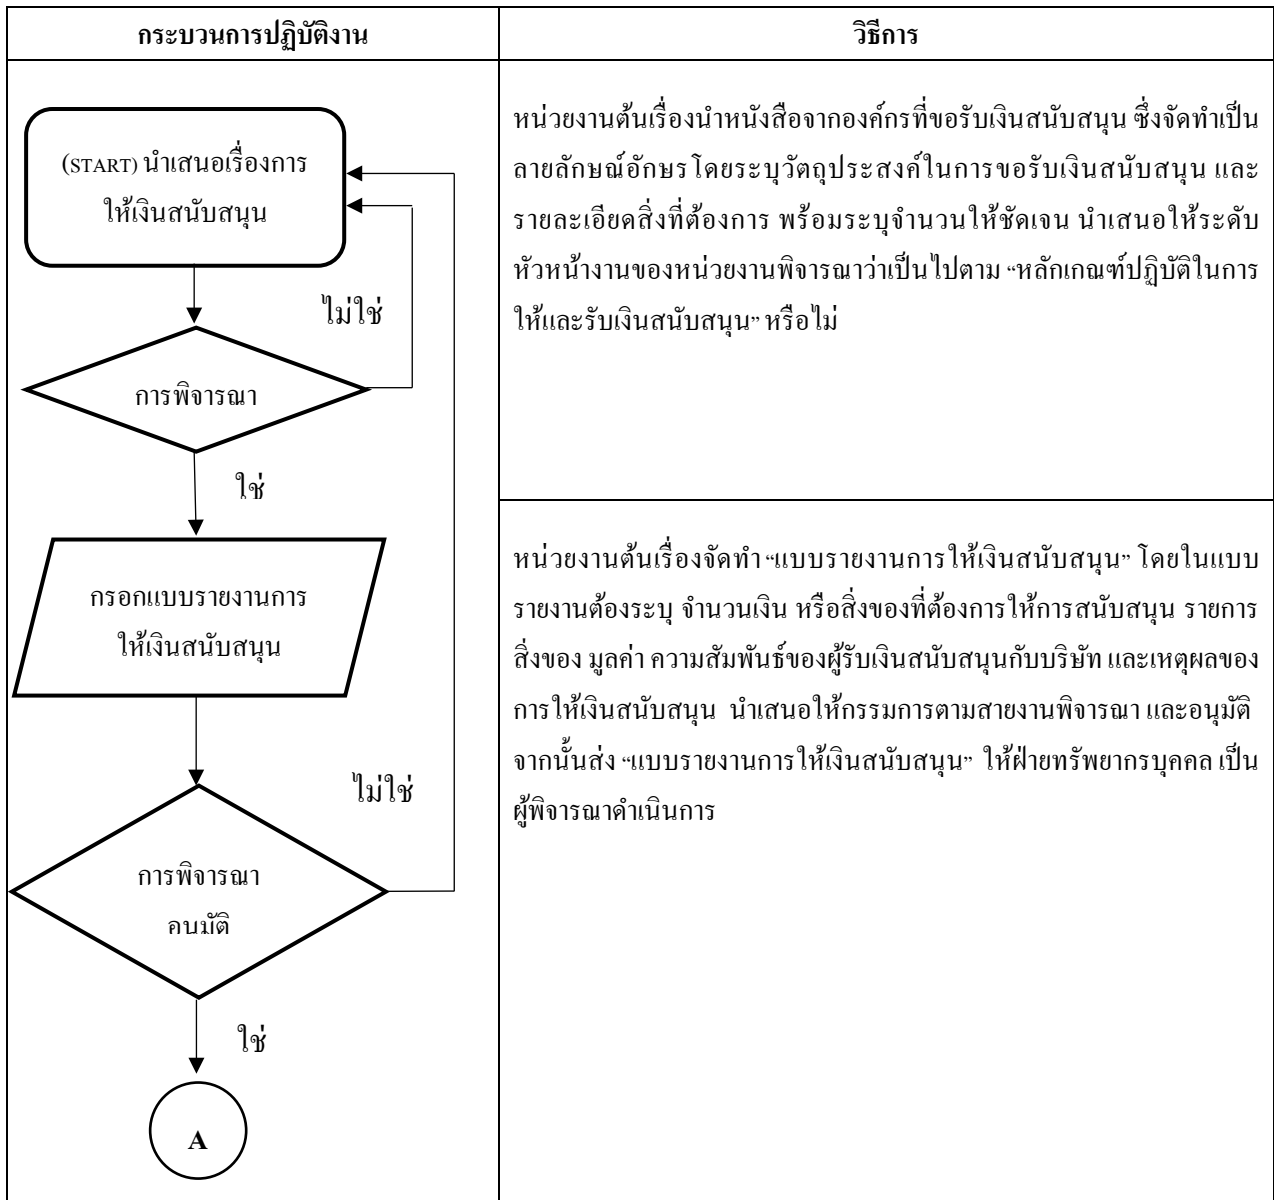 กระบวนการปฏิบัติงาน
วิธีการ
(START) นำเสนอเรื่องการ
ให้เงินสนับสนุน
ไม่ใช่
การพิจารณา
ใช่
หน่วยงานต้นเรื่องนำหนังสือจากองค์กรที่ขอรับเงินสนับสนุน ซึ่งจัดทำเป็น
ลายลักษณ์อักษร โดยระบุวัตถุประสงค์ในการขอรับเงินสนับสนุน และ
รายละเอียดสิ่งที่ต้องการ พร้อมระบุจำนวนให้ชัดเจน นำเสนอให้ระดับ
หัวหน้างานของหน่วยงานพิจารณาว่าเป็นไปตาม “หลักเกณฑ์ปฏิบัติในการ
ให้และรับเงินสนับสนุน” หรือไม่
กรอกแบบรายงานการ
ให้เงินสนับสนุน
ไม่ใช่
การพิจารณา
อนุมัติ
ใช่
A
หน่วยงานต้นเรื่องจัดทำ “แบบรายงานการให้เงินสนับสนุน” โดยในแบบ
รายงานต้องระบุ จำนวนเงิน หรือสิ่งของที่ต้องการให้การสนับสนุน รายการ
สิ่งของ มูลค่า ความสัมพันธ์ของผู้รับเงินสนับสนุนกับบริษัท และเหตุผลของ
การให้เงินสนับสนุน นำเสนอให้กรรมการตามสายงานพิจารณา และอนุมัติ
จากนั้นส่ง “แบบรายงานการให้เงินสนับสนุน” ให้ฝ่ายทรัพยากรบุคคล เป็น
ผู้พิจารณาดำเนินการ